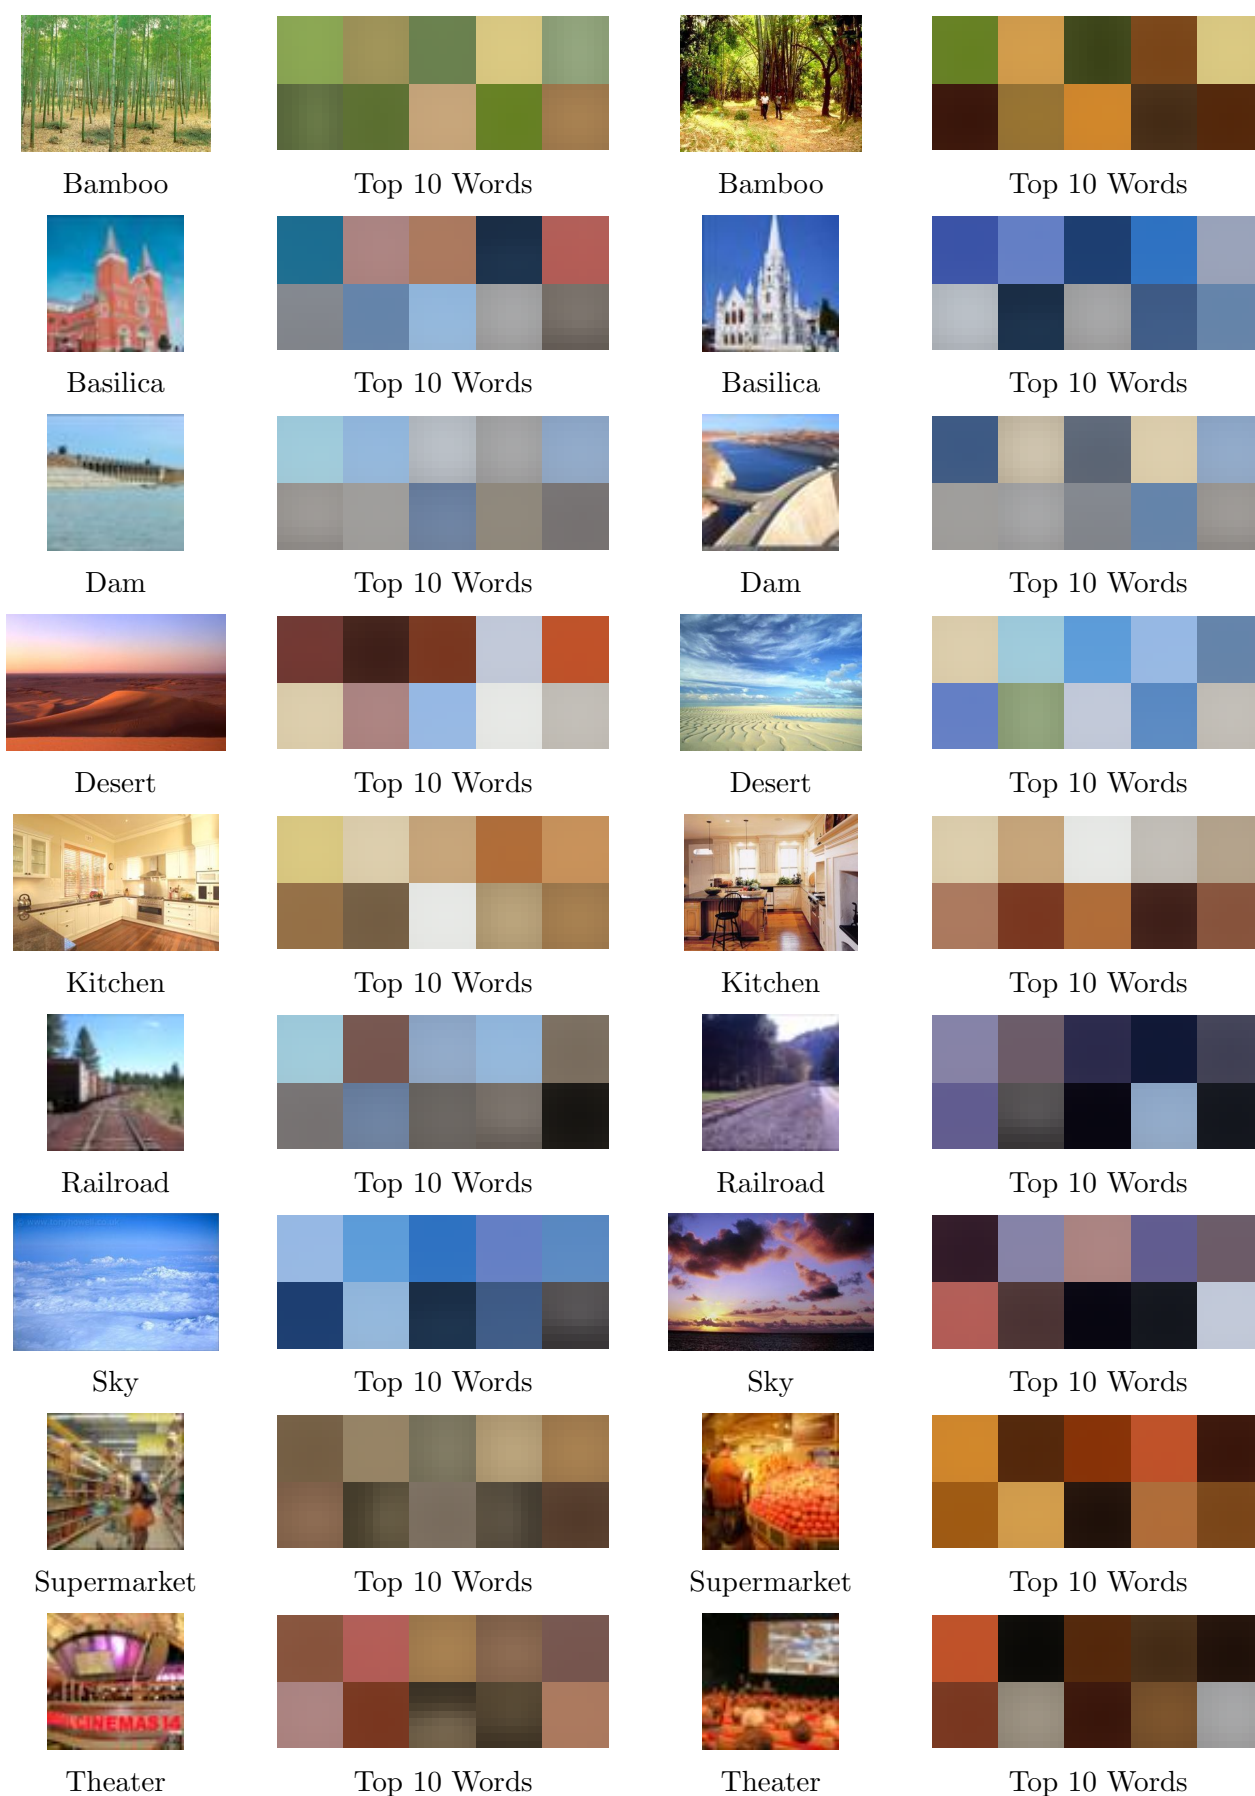 Bamboo Top 10 Words Bamboo Top 10 Words
Basilica Top 10 Words Basilica Top 10 Words
Dam Top 10 Words Dam Top 10 Words
Desert Top 10 Words Desert Top 10 Words
Kitchen Top 10 Words Kitchen Top 10 Words
Railroad Top 10 Words Railroad Top 10 Words
Sky Top 10 Words Sky Top 10 Words
Supermarket Top 10 Words Supermarket Top 10 Words
CINEMAS 14
Theater Top 10 Words Theater Top 10 Words